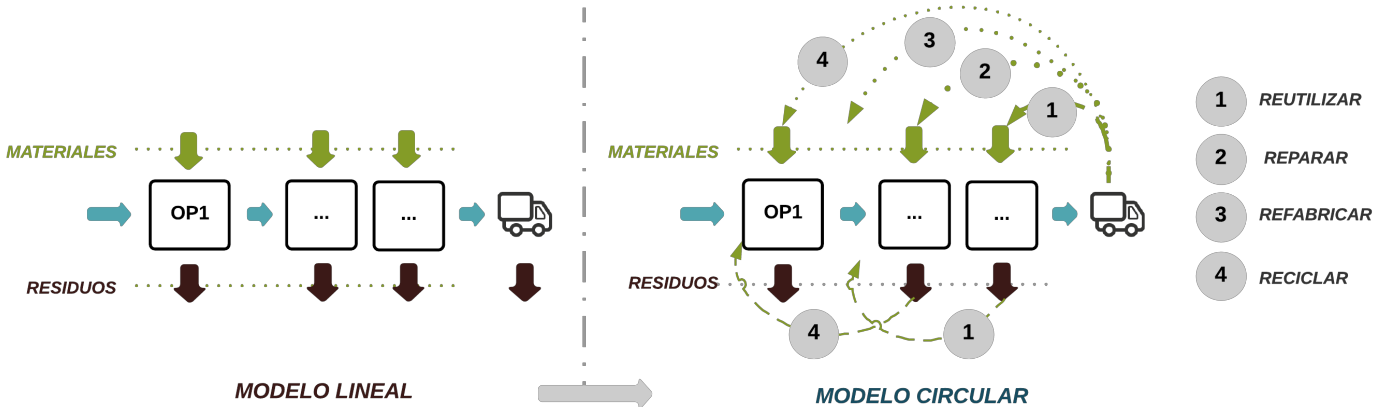 MATERIALES
OP1
...
...
RESIDUOS
MODELO LINEAL
4
3
2
1
MATERIALES
OP1
...
...
RESIDUOS
4
1
MODELO CIRCULAR
1 REUTILIZAR
2 REPARAR
3 REFABRICAR
4 RECICLAR